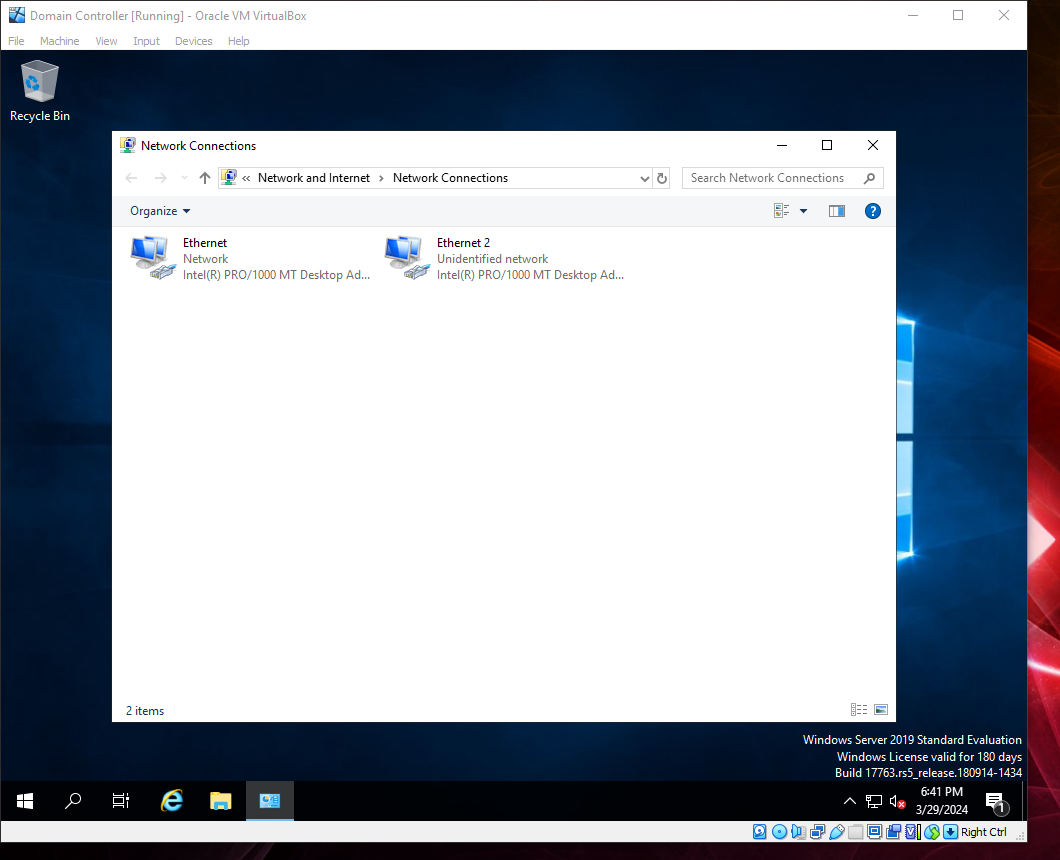 Domain Controller [Running] - Oracle VM VirtualBox
File Machine View Input Devices Help
Recycle Bin
Network Connections
« Network and Internet › Network Connections
Search Network Connections
Organize
?
Ethernet
Network
Intel(R) PRO/1000 MT Desktop Ad...
Ethernet 2
Unidentified network
Intel(R) PRO/1000 MT Desktop Ad...
2 items
Windows Server 2019 Standard Evaluation
Windows License valid for 180 days
Build 17763.rs5_release.180914-1434
6:41 PM
3/29/2024
1
Right Ctrl